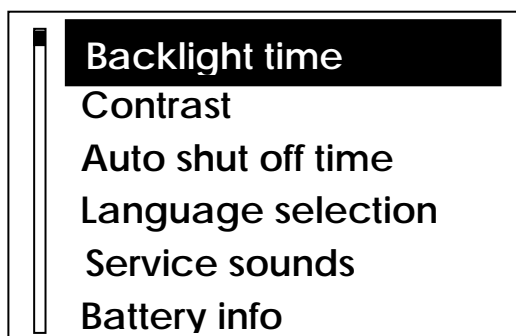 Backlight time
Contrast
Auto shut off time
Language selection
Service sounds
Battery info